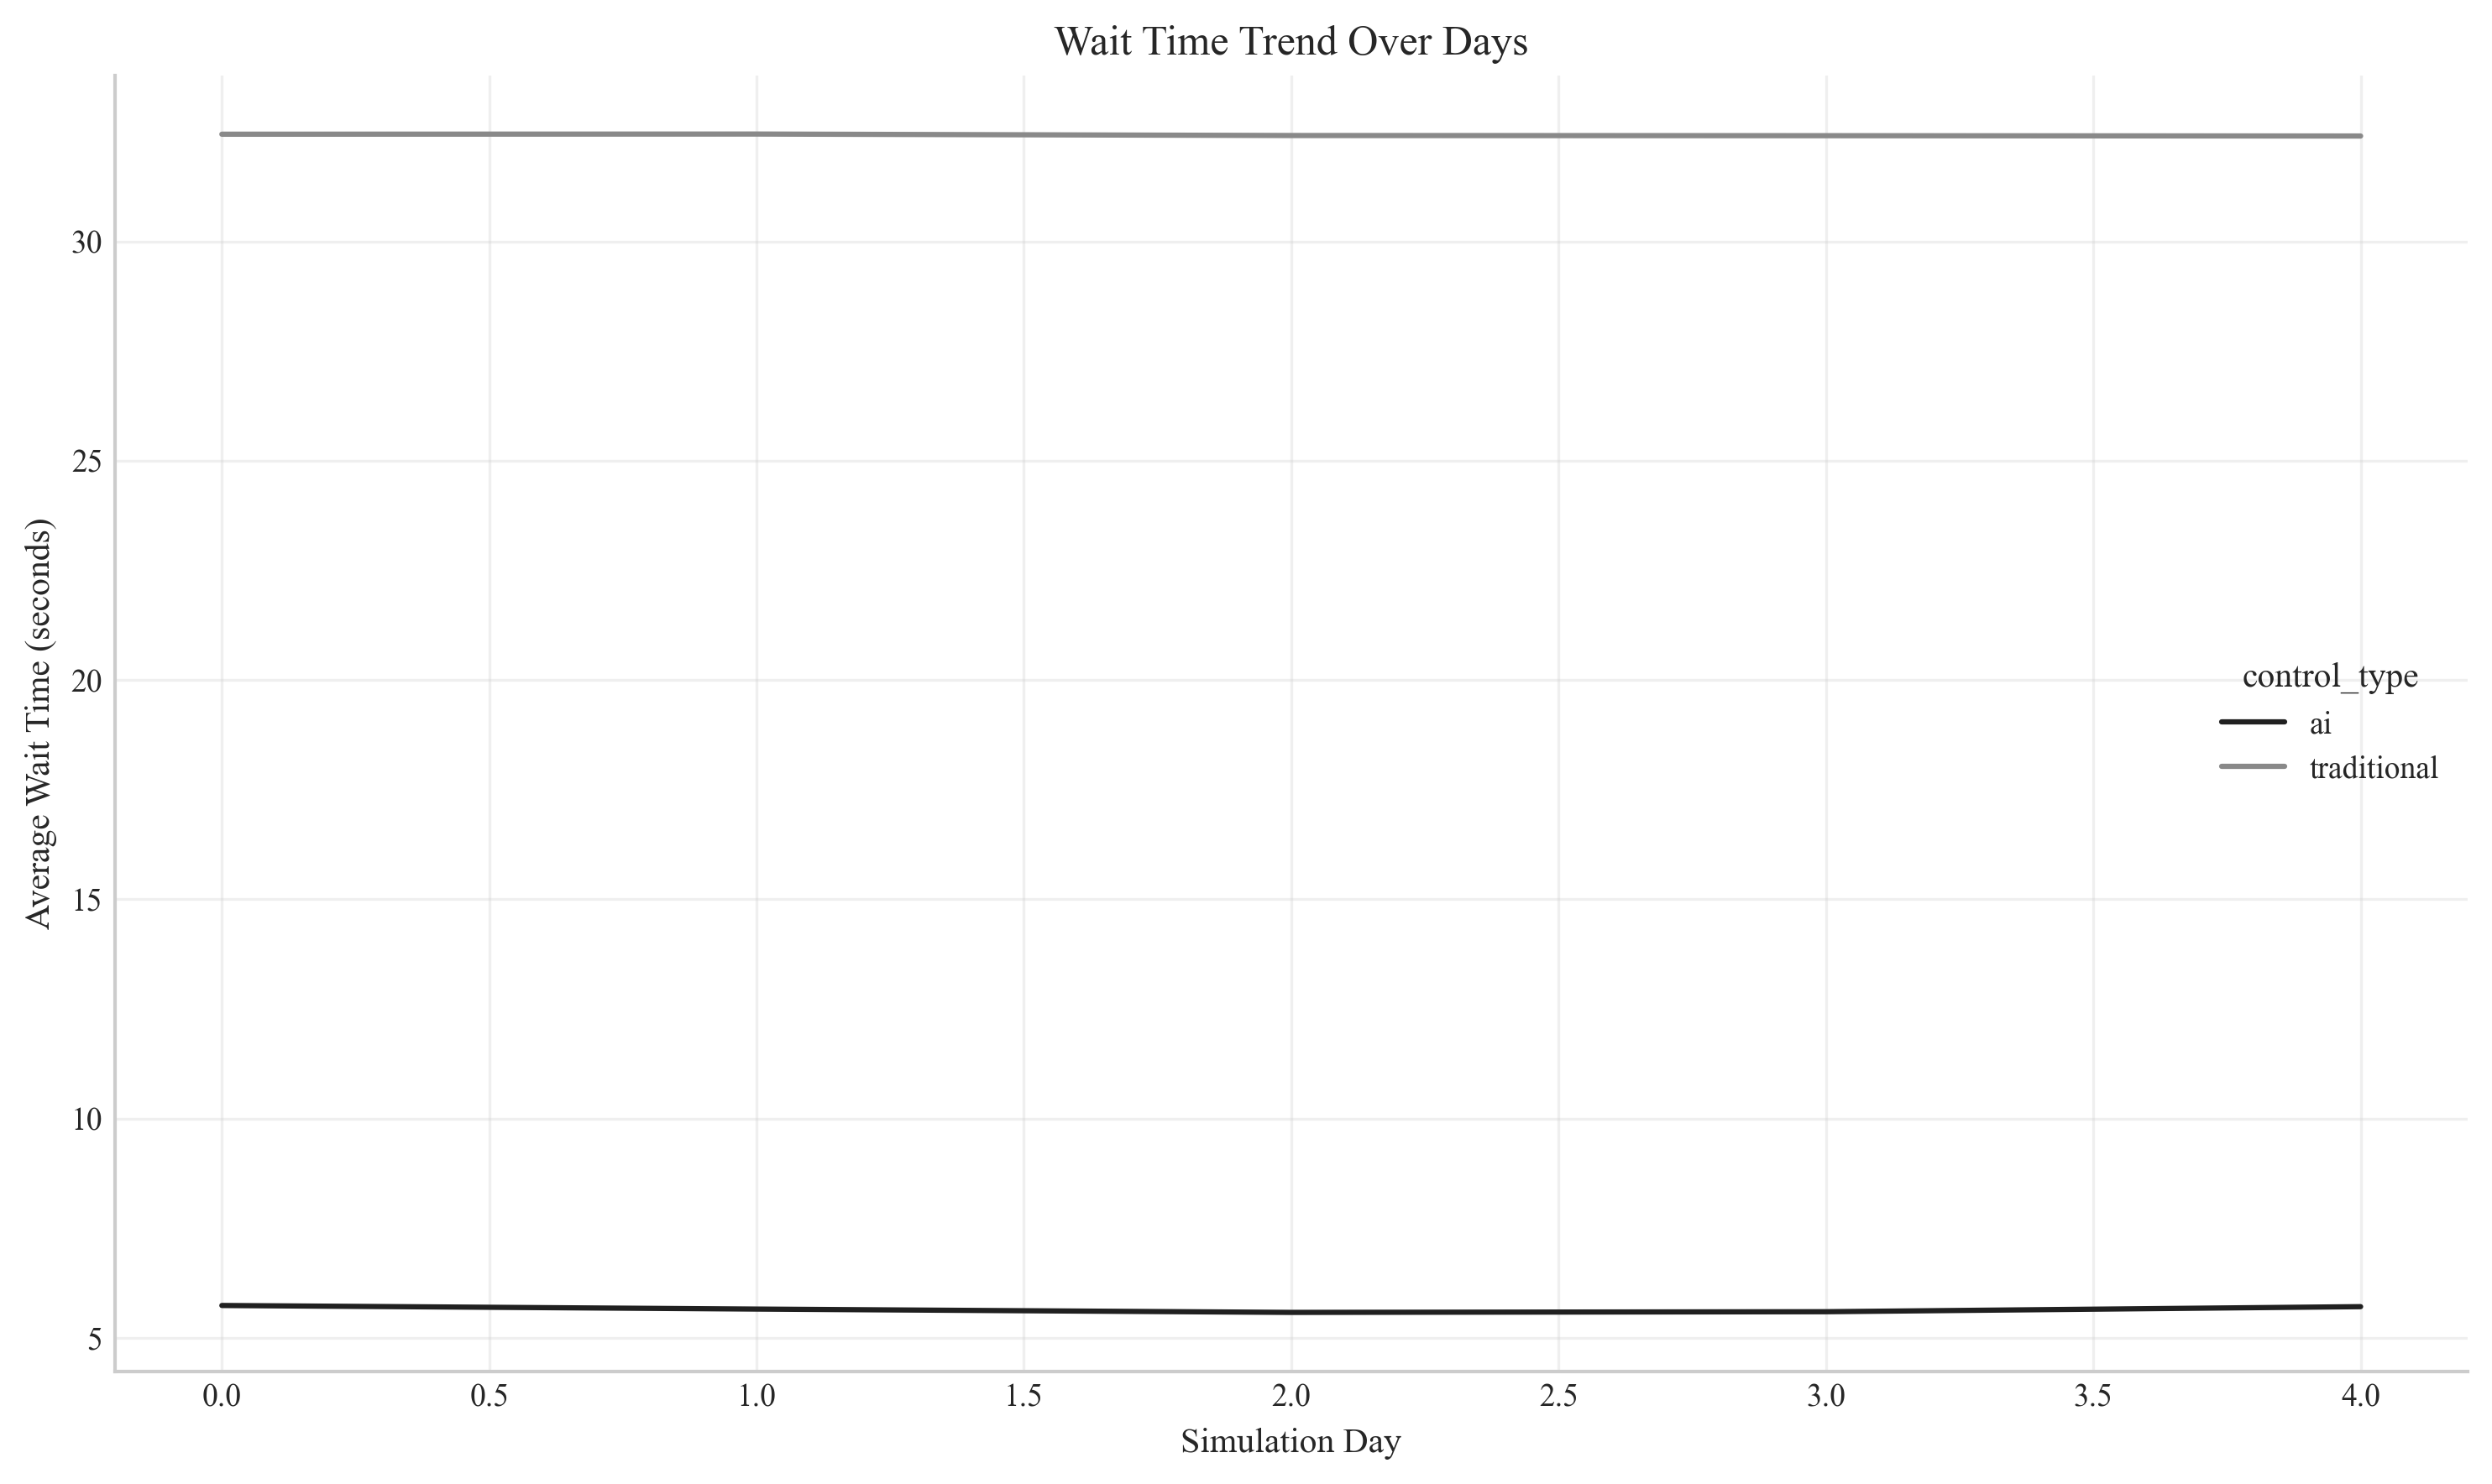 Wait Time Trend Over Days
Average Wait Time (seconds)
30
25
20
15
10
5
control_type
ai
traditional
0.0 0.5 1.0 1.5 2.0 2.5 3.0 3.5 4.0
Simulation Day